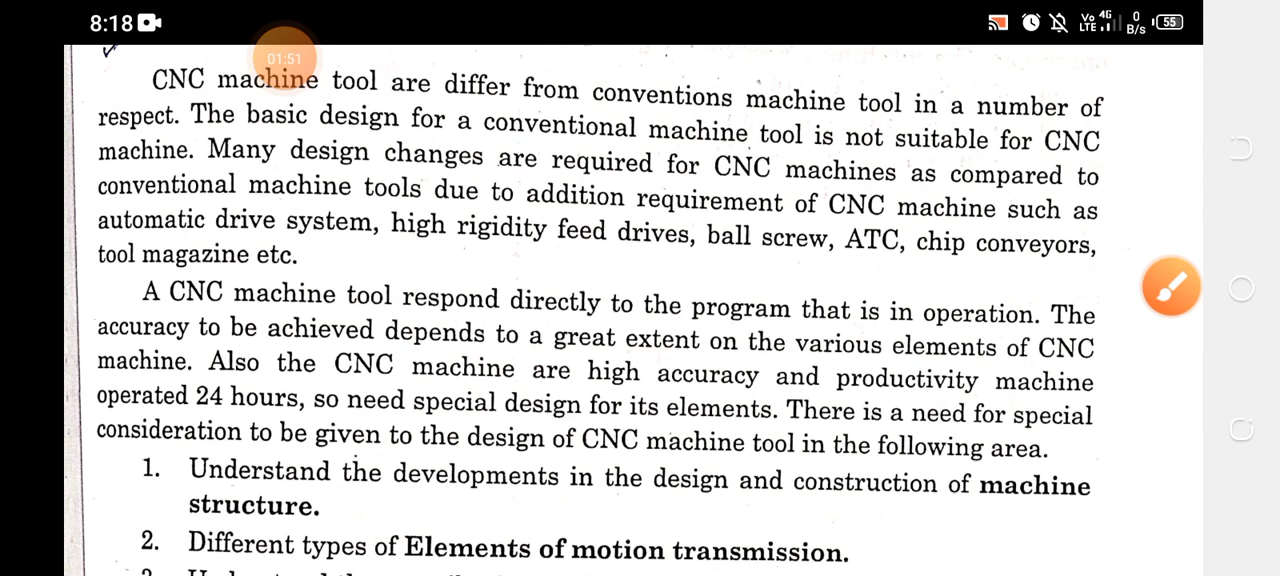 8:18
Vo 4G
LTE
0
B/s
55
01:51
CNC machine tool are differ from conventions machine tool in a number of
respect. The basic design for a conventional machine tool is not suitable for CNC
machine. Many design changes are required for CNC machines as compared to
conventional machine tools due to addition requirement of CNC machine such as
automatic drive system, high rigidity feed drives, ball screw, ATC, chip conveyors,
tool magazine etc.
A CNC machine tool respond directly to the program that is in operation. The
accuracy to be achieved depends to a great extent on the various elements of CNC
machine. Also the CNC machine are high accuracy and productivity machine
operated 24 hours, so need special design for its elements. There is a need for special
consideration to be given to the design of CNC machine tool in the following area.
1. Understand the developments in the design and construction of machine
structure.
2. Different types of Elements of motion transmission.